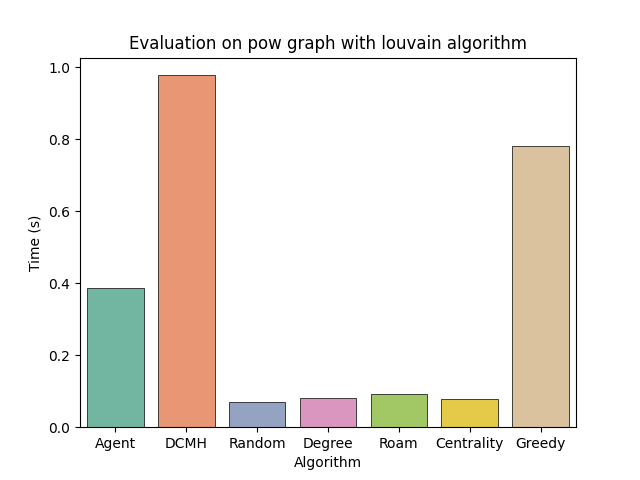 Evaluation on pow graph with louvain algorithm
1.0
0.8
0.6
0.4
0.2
0.0
Time (s)
Agent DCMH Random Degree Roam Centrality Greedy
Algorithm